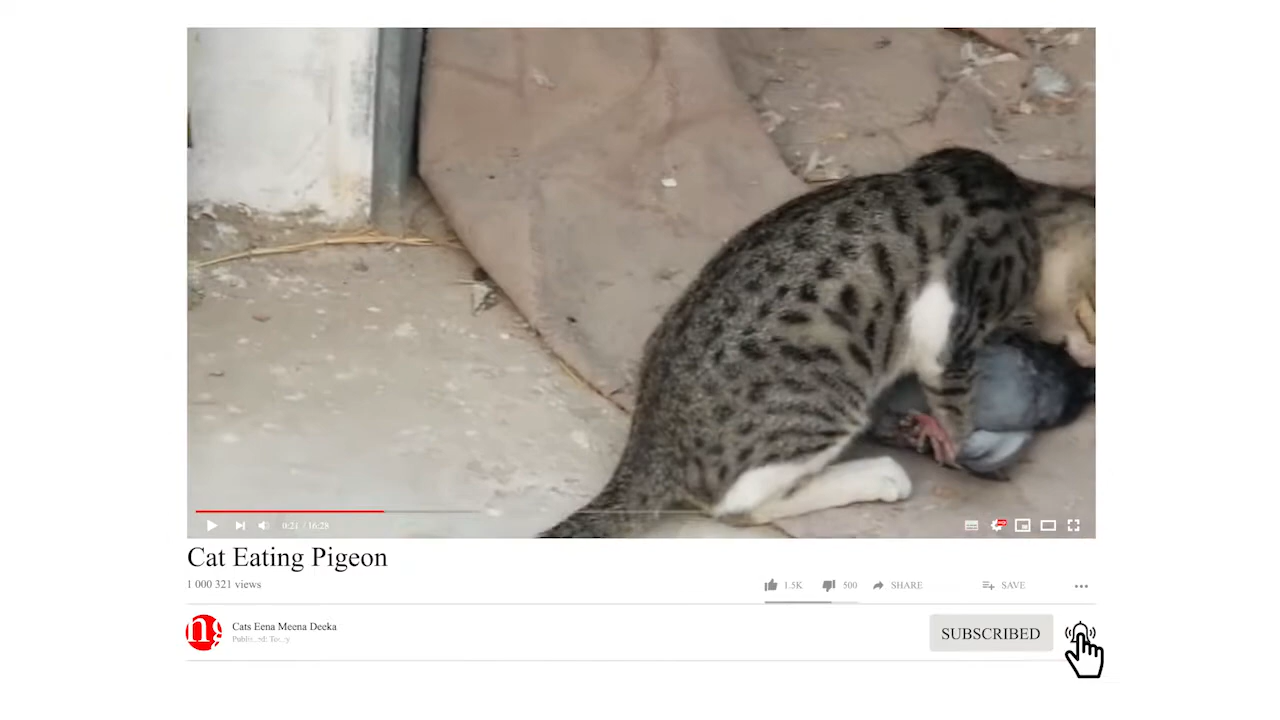 0:21 / 16:28
Cat Eating Pigeon
1 000 321 views
1.5K
500
SHARE
SAVE
Cats Eena Meena Deeka
SUBSCRIBED